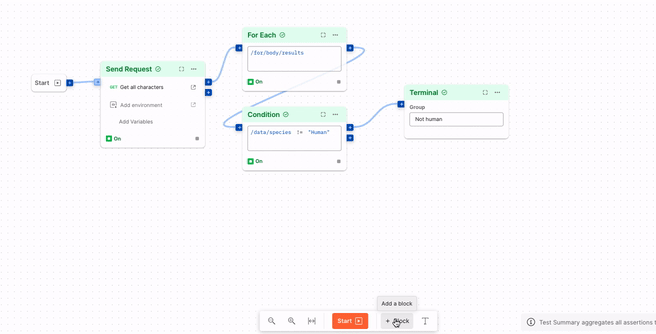 Start
Send Request
GET Get all characters
Add environment
Add Variables
On
For Each
/for/body/results
On
Condition
/data/species != "Human"
On
Terminal
Group
Not human
Add a block
Start
+ Block
T
Test Summary aggregates all assertions